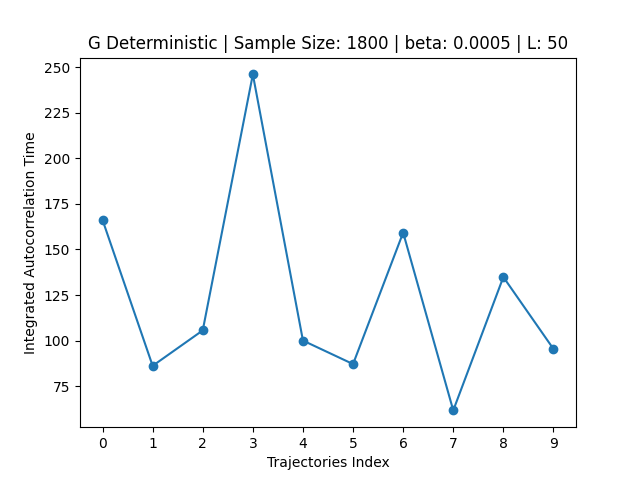 G Deterministic | Sample Size: 1800 | beta: 0.0005 | L: 50
250
225
200
175
150
125
100
75
Integrated Autocorrelation Time
0 1 2 3 4 5 6 7 8 9
Trajectories Index